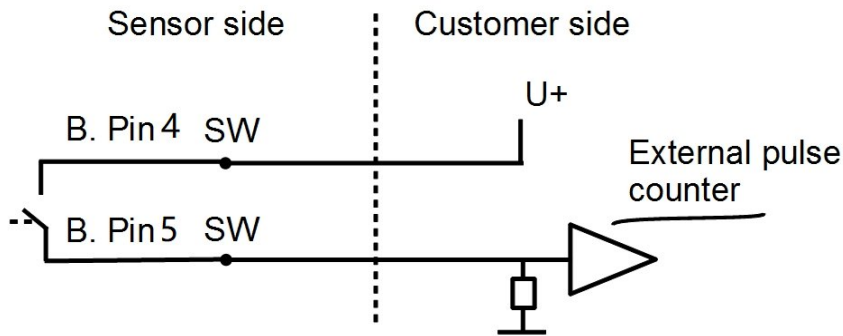 Sensor side
Customer side
U+
B. Pin 4 SW
External pulse
counter
B. Pin 5 SW